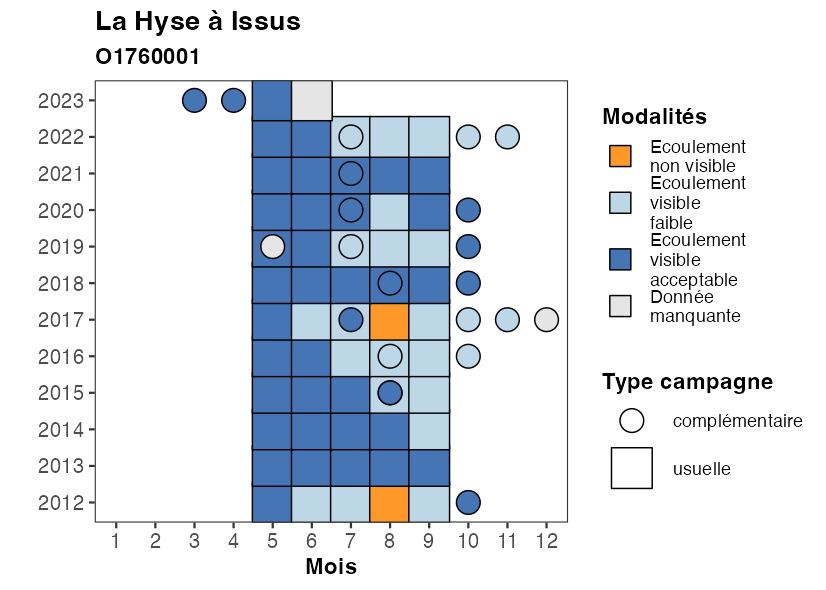 La Hyse à Issus
O1760001
2023
2022
2021
2020
2019
2018
2017
2016
2015
2014
2013
2012
1 2 3 4 5 6 7 8 9 10 11 12
Mois
Modalités
Ecoulement
non visible
Ecoulement
visible
faible
Ecoulement
visible
acceptable
Donnée
manquante
Type campagne
complémentaire
usuelle